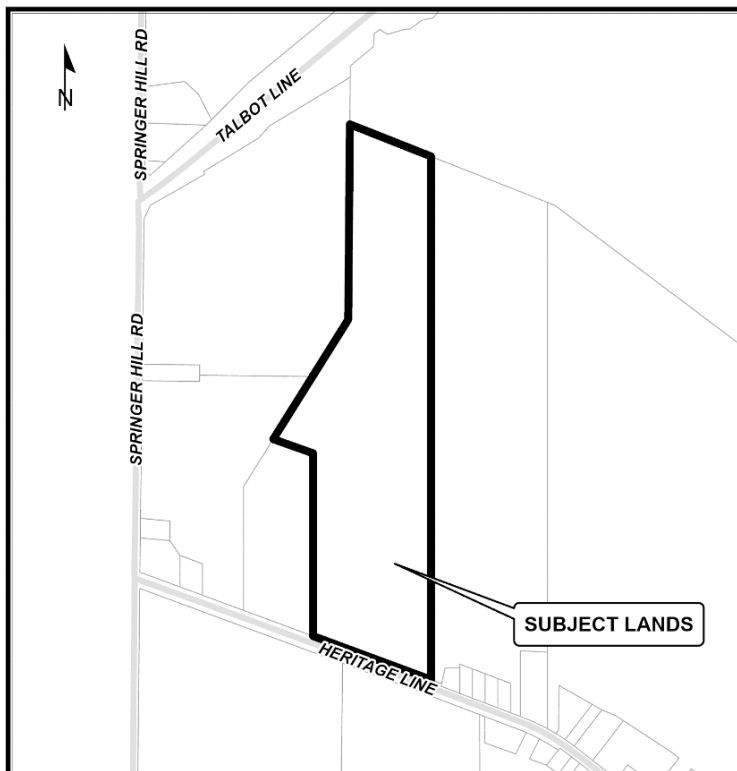 SPRINGER HILL RD
N
TALBOT LINE
SPRINGER HILL RD
SUBJECT LANDS
HERITAGE LINE